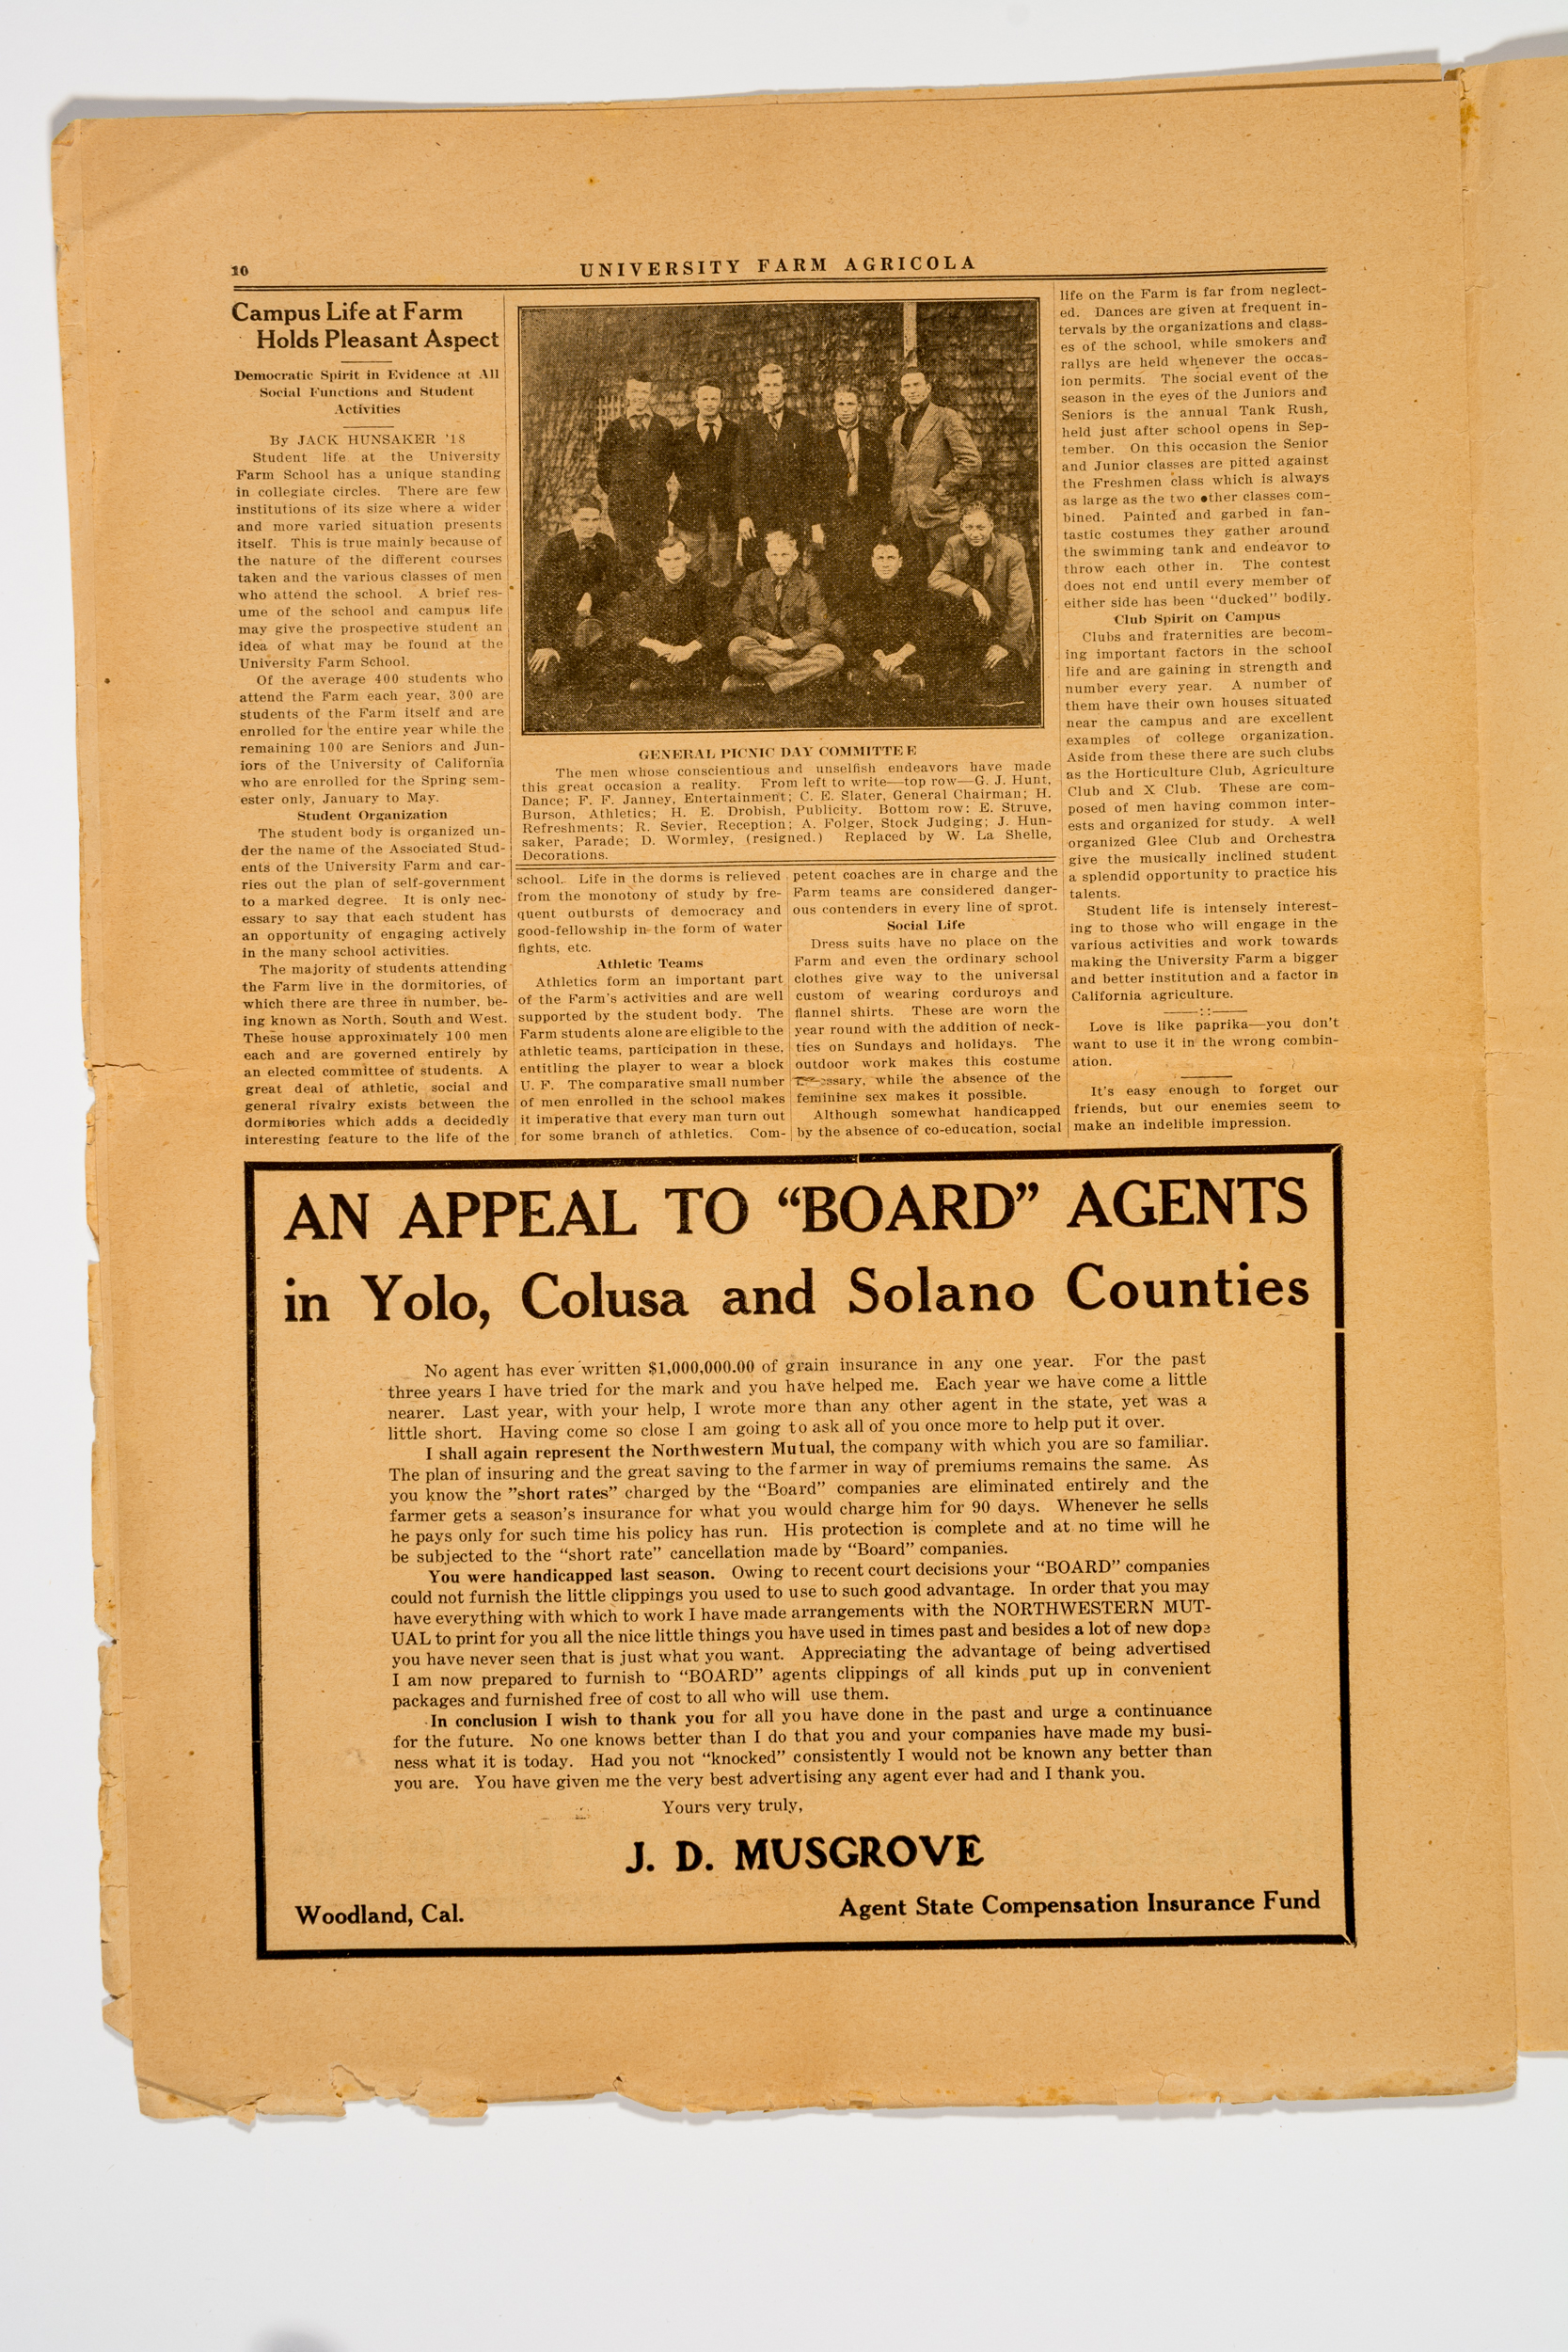 10
UNIVERSITY FARM AGRICOLA
Campus Life at Farm
Holds Pleasant Aspect
Democratic Spirit in Evidence at All
Social Functions and Student
Activities
By JACK HUNSAKER '18
Student life at the University
Farm School has a unique standing
in collegiate circles. There are few
institutions of its size where a wider
and more varied situation presents
itself. This is true mainly because of
the nature of the different courses
taken and the various classes of men
who attend the school. A brief res-
ume of the school and campus life
may give the prospective student an
idea of what may be found at the
University Farm School.
Of the average 400 students who
attend the Farm each year, 300 are
students of the Farm itself and are
enrolled for the entire year while the
remaining 100 are Seniors and Jun-
iors of the University of California
who are enrolled for the Spring sem-
ester only, January to May.
Student Organization
The student body is organized un-
der the name of the Associated Stud-
ents of the University Farm and car-
ries out the plan of self-government
to a marked degree. It is only nec-
essary to say that each student has
an opportunity of engaging actively
in the many school activities.
The majority of students attending
the Farm live in the dormitories, of
which there are three in number, be-
ing known as North, South and West.
These house approximately 100 men
each and are governed entirely by
an elected committee of students. A
great deal of athletic, social and
general rivalry exists between the
dormitories which adds a decidedly
interesting feature to the life of the
GENERAL PICNIC DAY COMMITTEE
The men whose conscientious and unselfish endeavors have made
this great occasion a reality. From left to write—top row—G. J. Hunt,
Dance; F. F. Janney, Entertainment; C. E. Slater, General Chairman; H.
Burson, Athletics; H. E. Drobish, Publicity. Bottom row: E. Struve,
Refreshments; R. Sevier, Reception; A. Folger, Stock Judging; J. Hun-
saker, Parade; D. Wormley, (resigned.) Replaced by W. La Shelle,
Decorations.
school. Life in the dorms is relieved
from the monotony of study by fre-
quent outbursts of democracy and
good-fellowship in the form of water
fights, etc.
Athletic Teams
Athletics form an important part
of the Farm's activities and are well
supported by the student body. The
Farm students alone are eligible to the
athletic teams, participation in these,
entitling the player to wear a block
U. F. The comparative small number
of men enrolled in the school makes
it imperative that every man turn out
for some branch of athletics. Com-
petent coaches are in charge and the
Farm teams are considered danger-
ous contenders in every line of sprot.
Social Life
Dress suits have no place on the
Farm and even the ordinary school
clothes give way to the universal
custom of wearing corduroys and
flannel shirts. These are worn the
year round with the addition of neck-
ties on Sundays and holidays. The
outdoor work makes this costume
while the absence of the
feminine sex makes it possible.
Although somewhat handicapped
by the absence of co-education, social
life on the Farm is far from neglect-
ed. Dances are given at frequent in-
tervals by the organizations and class-
es of the school, while smokers and
rallys are held whenever the occas-
ion permits. The social event of the
season in the eyes of the Juniors and
Seniors is the annual Tank Rush,
held just after school opens in Sep-
tember. On this occasion the Senior
and Junior classes are pitted against
the Freshmen class which is always
as large as the two other classes com-
bined. Painted and garbed in fan-
tastic costumes they gather around
the swimming tank and endeavor to
throw each other in. The contest
does not end until every member of
either side has been "ducked" bodily.
Club Spirit on Campus
Clubs and fraternities are becom-
ing important factors in the school
life and are gaining in strength and
number every year. A number of
them have their own houses situated
near the campus and are excellent
examples of college organization.
Aside from these there are such clubs
as the Horticulture Club, Agriculture
Club and X Club. These are com-
posed of men having common inter-
ests and organized for study. A well
organized Glee Club and Orchestra
give the musically inclined student
a splendid opportunity to practice his
talents.
Student life is intensely interest-
ing to those who will engage in the
various activities and work towards
making the University Farm a bigger
and better institution and a factor in
California agriculture.
——::——
Love is like paprika—you don't
want to use it in the wrong combin-
ation.
It's easy enough to forget our
friends, but our enemies seem to
make an indelible impression.
AN APPEAL TO “BOARD” AGENTS
in Yolo, Colusa and Solano Counties
No agent has ever written $1,000,000.00 of grain insurance in any one year. For the past
three years I have tried for the mark and you have helped me. Each year we have come a little
nearer. Last year, with your help, I wrote more than any other agent in the state, yet was a
little short. Having come so close I am going to ask all of you once more to help put it over.
I shall again represent the Northwestern Mutual, the company with which you are so familiar.
The plan of insuring and the great saving to the farmer in way of premiums remains the same. As
you know the ”short rates” charged by the “Board” companies are eliminated entirely and the
farmer gets a season's insurance for what you would charge him for 90 days. Whenever he sells
he pays only for such time his policy has run. His protection is complete and at no time will he
be subjected to the “short rate” cancellation made by “Board” companies.
You were handicapped last season. Owing to recent court decisions your “BOARD” companies
could not furnish the little clippings you used to use to such good advantage. In order that you may
have everything with which to work I have made arrangements with the NORTHWESTERN MUT-
UAL to print for you all the nice little things you have used in times past and besides a lot of new dope
you have never seen that is just what you want. Appreciating the advantage of being advertised
I am now prepared to furnish to “BOARD” agents clippings of all kinds put up in convenient
packages and furnished free of cost to all who will use them.
In conclusion I wish to thank you for all you have done in the past and urge a continuance
for the future. No one knows better than I do that you and your companies have made my busi-
ness what it is today. Had you not “knocked” consistently I would not be known any better than
you are. You have given me the very best advertising any agent ever had and I thank you.
Yours very truly,
J. D. MUSGROVE
Woodland, Cal.
Agent State Compensation Insurance Fund